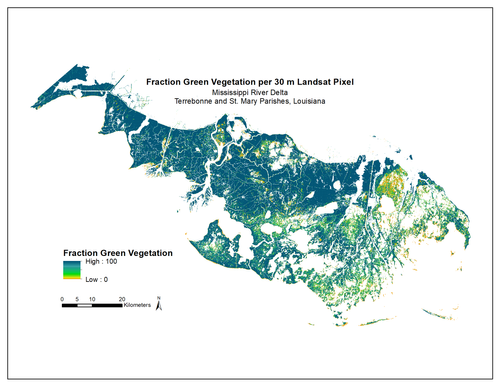 Fraction Green Vegetation per 30 m Landsat Pixel
Mississippi River Delta
Terrebonne and St. Mary Parishes, Louisiana
Fraction Green Vegetation
High : 100
Low : 0
0 5 10 20
Kilometers
N